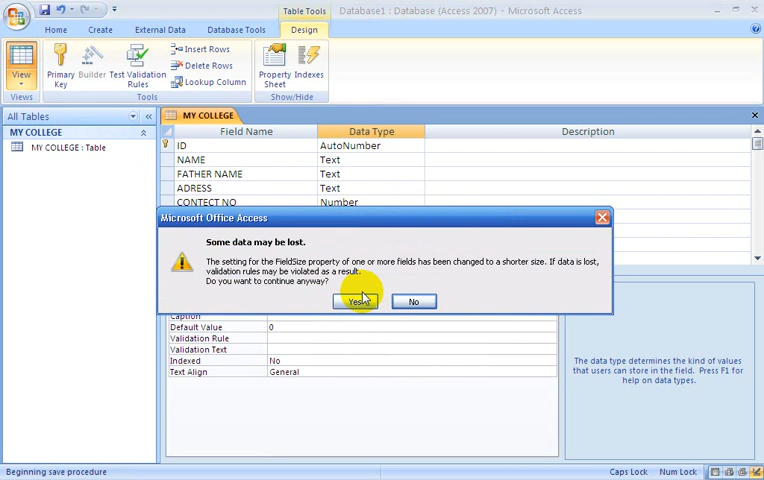 Table Tools
Database1 : Database (Access 2007) - Microsoft Access
Home
Create
External Data
Database Tools
Design
View
Primary Key
Builder
Test Validation Rules
Insert Rows
Delete Rows
Lookup Column
Property Sheet
Indexes
Views
Tools
Show/Hide
All Tables
MY COLLEGE
MY COLLEGE : Table
MY COLLEGE
Field Name
Data Type
Description
ID
AutoNumber
NAME
Text
FATHER NAME
Text
ADRESS
Text
CONTECT NO
Number
Microsoft Office Access
Some data may be lost.
The setting for the FieldSize property of one or more fields has been changed to a shorter size. If data is lost,
validation rules may be violated as a result.
Do you want to continue anyway?
Yes
No
Caption
Default Value
0
Validation Rule
Validation Text
Indexed
No
Text Align
General
The data type determines the kind of values
that users can store in the field. Press F1 for
help on data types.
Beginning save procedure
Caps Lock
Num Lock